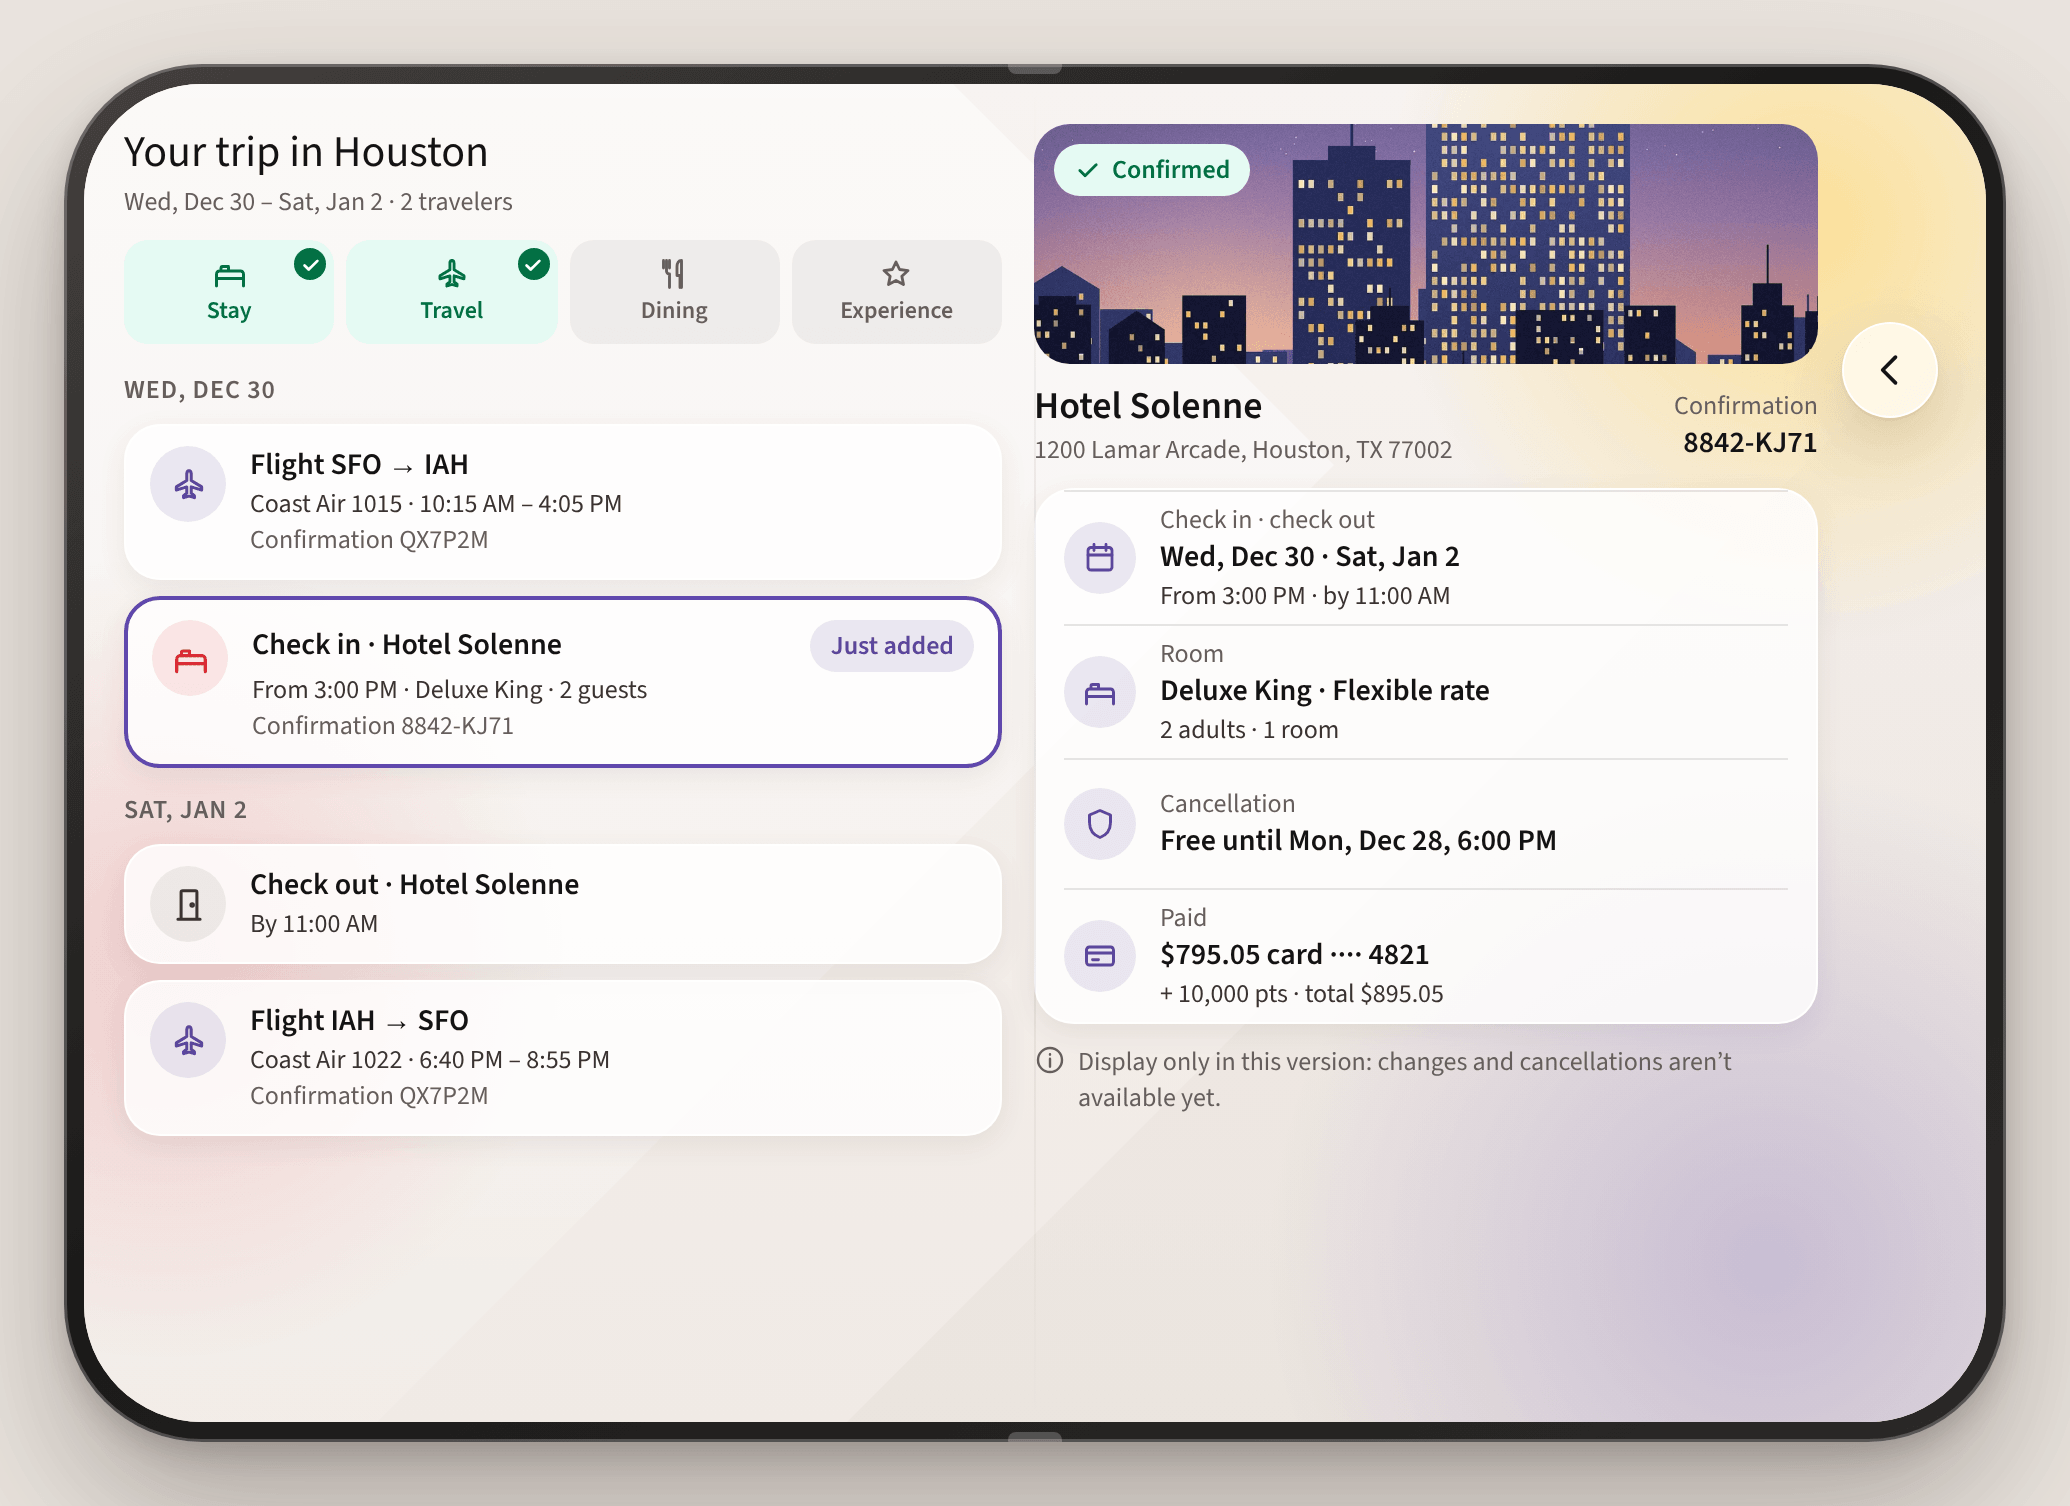 Your trip in Houston
Wed, Dec 30 – Sat, Jan 2 · 2 travelers
Stay
Travel
Dining
Experience
WED, DEC 30
Flight SFO → IAH
Coast Air 1015 · 10:15 AM – 4:05 PM
Confirmation QX7P2M
Check in · Hotel Solenne
Just added
From 3:00 PM · Deluxe King · 2 guests
Confirmation 8842-KJ71
SAT, JAN 2
Check out · Hotel Solenne
By 11:00 AM
Flight IAH → SFO
Coast Air 1022 · 6:40 PM – 8:55 PM
Confirmation QX7P2M
Confirmed
Hotel Solenne
1200 Lamar Arcade, Houston, TX 77002
Confirmation
8842-KJ71
Check in · check out
Wed, Dec 30 · Sat, Jan 2
From 3:00 PM · by 11:00 AM
Room
Deluxe King · Flexible rate
2 adults · 1 room
Cancellation
Free until Mon, Dec 28, 6:00 PM
Paid
$795.05 card ···· 4821
+ 10,000 pts · total $895.05
Display only in this version: changes and cancellations aren’t
available yet.